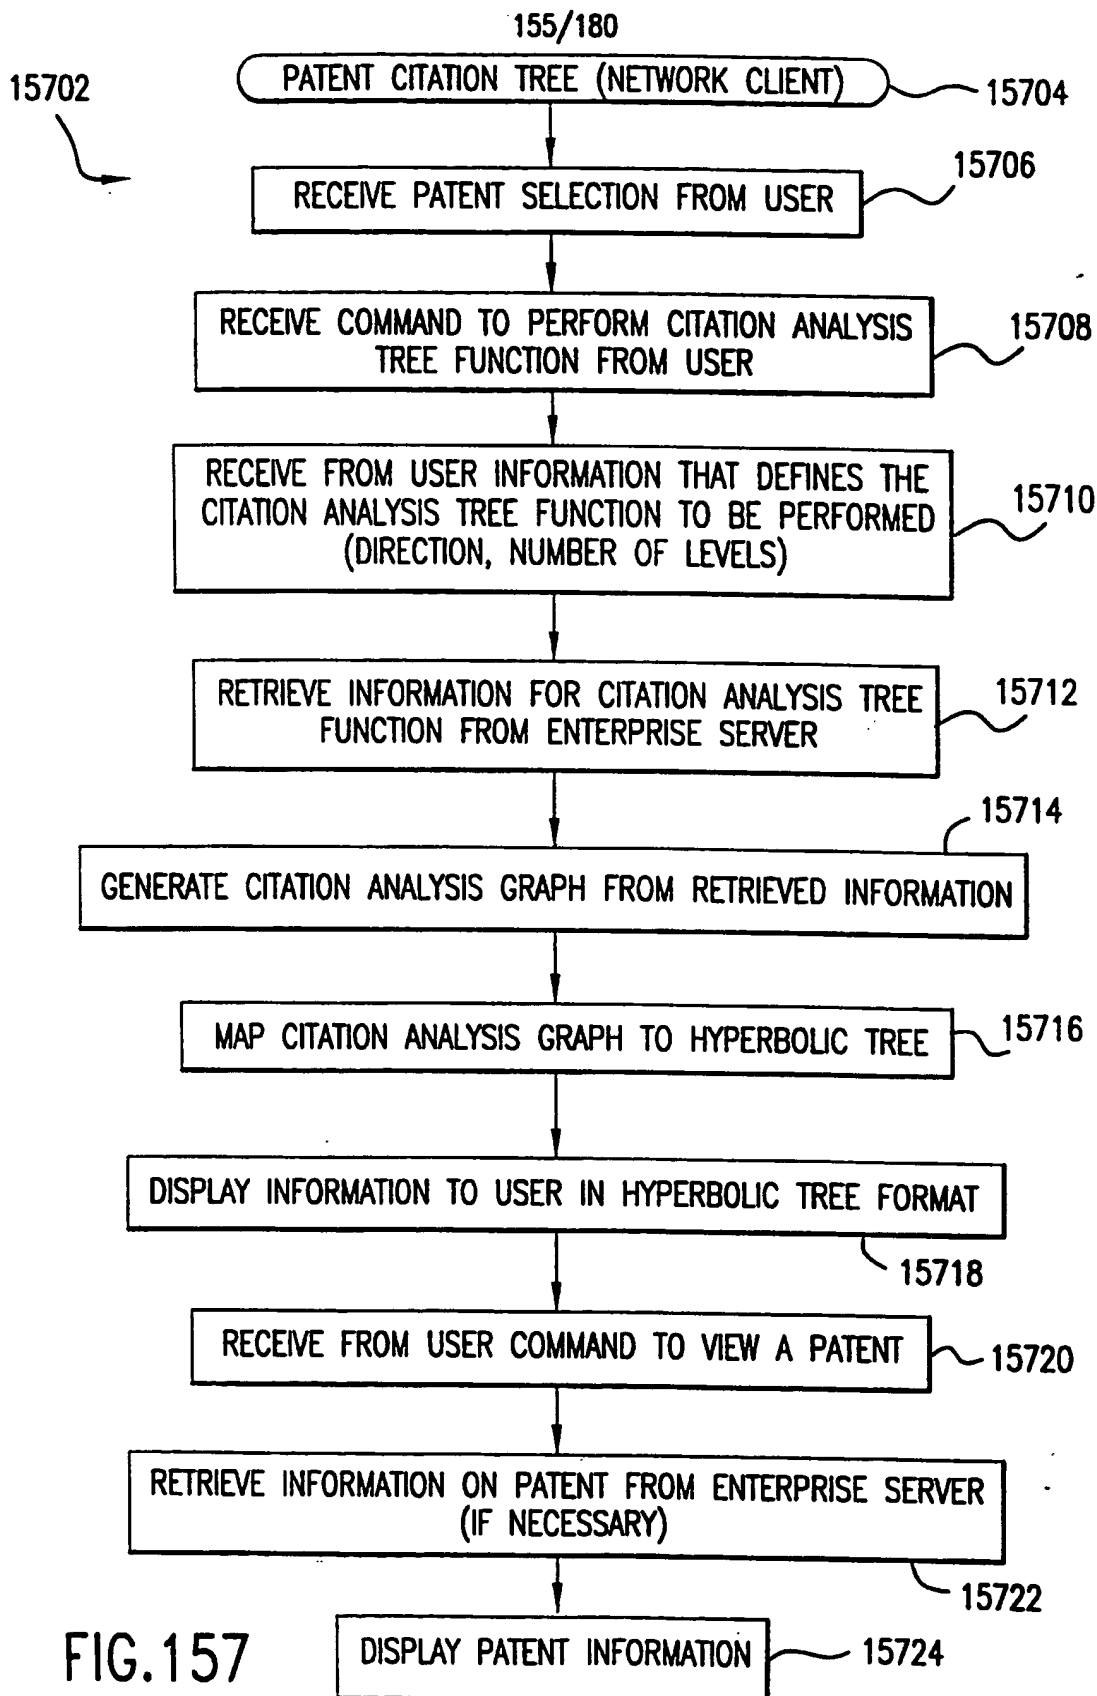 155/180
15702
PATENT CITATION TREE (NETWORK CLIENT)
15704
RECEIVE PATENT SELECTION FROM USER
15706
RECEIVE COMMAND TO PERFORM CITATION ANALYSIS
TREE FUNCTION FROM USER
15708
RECEIVE FROM USER INFORMATION THAT DEFINES THE
CITATION ANALYSIS TREE FUNCTION TO BE PERFORMED
(DIRECTION, NUMBER OF LEVELS)
15710
RETRIEVE INFORMATION FOR CITATION ANALYSIS TREE
FUNCTION FROM ENTERPRISE SERVER
15712
15714
GENERATE CITATION ANALYSIS GRAPH FROM RETRIEVED INFORMATION
MAP CITATION ANALYSIS GRAPH TO HYPERBOLIC TREE
15716
DISPLAY INFORMATION TO USER IN HYPERBOLIC TREE FORMAT
15718
RECEIVE FROM USER COMMAND TO VIEW A PATENT
15720
RETRIEVE INFORMATION ON PATENT FROM ENTERPRISE SERVER
(IF NECESSARY)
15722
DISPLAY PATENT INFORMATION
15724
FIG.157